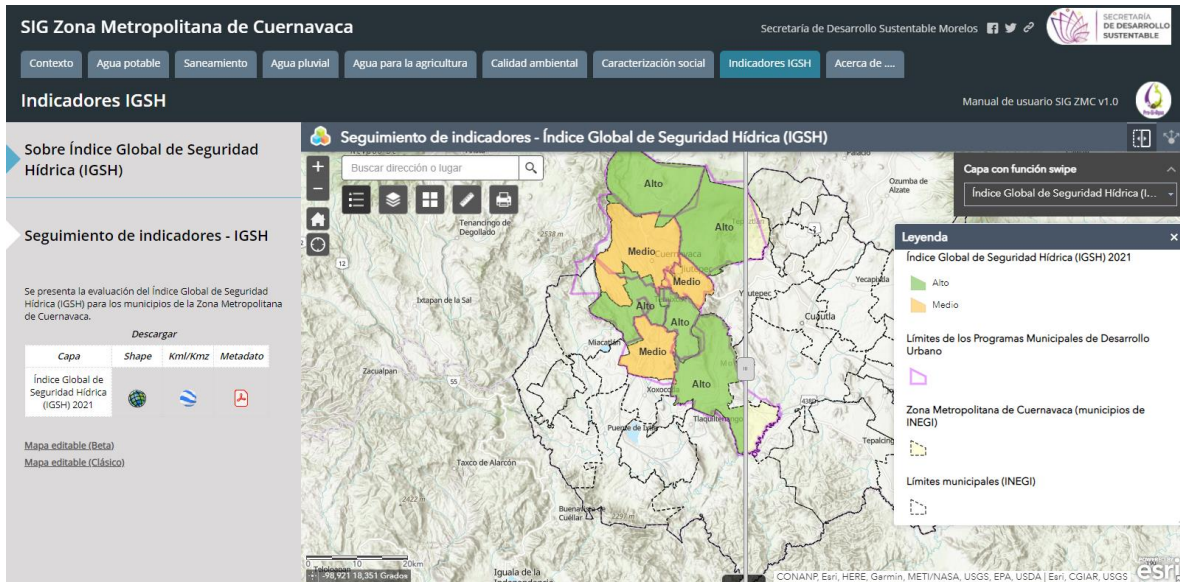 SIG Zona Metropolitana de Cuernavaca
Secretaría de Desarrollo Sustentable Morelos
SECRETARÍA
DE DESARROLLO
SUSTENTABLE
Contexto
Agua potable
Saneamiento
Agua pluvial
Agua para la agricultura
Calidad ambiental
Caracterización social
Indicadores IGSH
Acerca de ....
Indicadores IGSH
Manual de usuario SIG ZMC v1.0
Sobre Índice Global de Seguridad
Hídrica (IGSH)
Seguimiento de indicadores - IGSH
Se presenta la evaluación del Índice Global de Seguridad
Hídrica (IGSH) para los municipios de la Zona Metropolitana
de Cuernavaca.
Descargar
Capa Shape Kml/Kmz Metadato
Índice Global de
Seguridad Hídrica
(IGSH) 2021
Mapa editable (Beta)
Mapa editable (Clásico)
Seguimiento de indicadores - Índice Global de Seguridad Hídrica (IGSH)
Buscar dirección o lugar
Capa con función swipe
Índice Global de Seguridad Hídrica (I...
Leyenda
Índice Global de Seguridad Hídrica (IGSH) 2021
Alto
Medio
Límites de los Programas Municipales de Desarrollo
Urbano
Zona Metropolitana de Cuernavaca (municipios de
INEGI)
Límites municipales (INEGI)
Ozumba de
Alzate
Tenancingo de
Degollado
Alto
Alto
Medio
Medio
Alto
Alto
Medio
Alto
12
Ixtapan de la Sal
Yecapixtla
Cuautla
Miacatlán
Zacualpan
55
Puente de Ixtla
Tepalcing
Taxco de Alarcón
Buenavista de
Cuéllar
Iguala de la
0 10 20km
-98,921 18,351 Grados
CONANP, Esri, HERE, Garmin, METI/NASA, USGS, EPA, USDA | Esri, CGIAR, USGS
esri